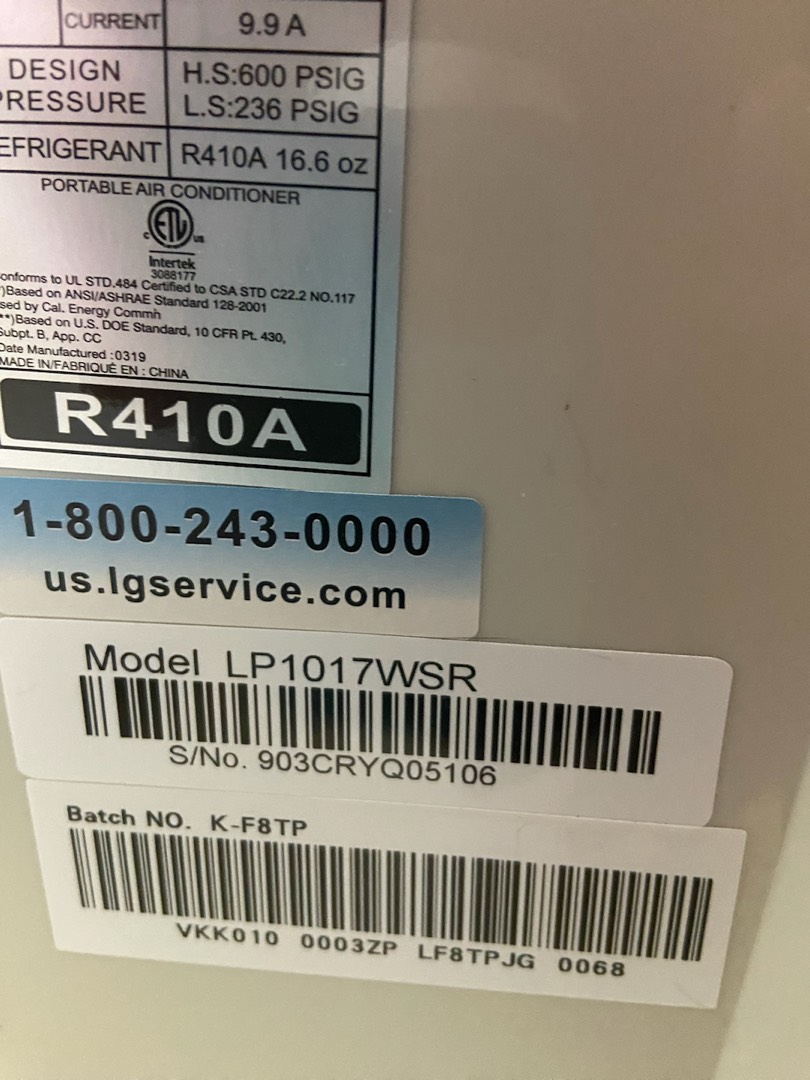 CURRENT 9.9 A
DESIGN H.S:600 PSIG
PRESSURE L.S:236 PSIG
EFRIGERANT R410A 16.6 oz
PORTABLE AIR CONDITIONER
c ETL us
Intertek
3088177
onforms to UL STD.484 Certified to CSA STD C22.2 NO.117
)Based on ANSI/ASHRAE Standard 128-2001
sed by Cal. Energy Commh
**)Based on U.S. DOE Standard, 10 CFR Pt. 430,
Subpt. B, App. CC
Date Manufactured :0319
MADE IN/FABRIQUÉ EN : CHINA
R410A
1-800-243-0000
us.lgservice.com
Model LP1017WSR
S/No. 903CRYQ05106
Batch NO. K-F8TP
VKK010 0003ZP LF8TPJG 0068